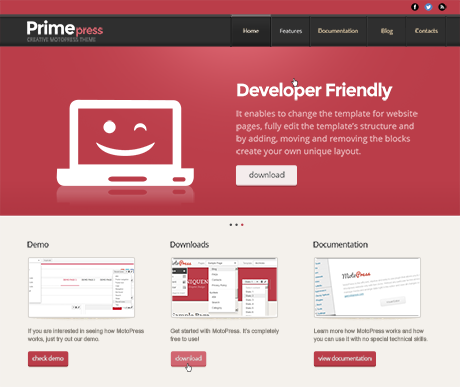 Primepress
CREATIVE MOTOPRESS THEME
Home
Features
Documentation
Blog
Contacts
Developer Friendly
It enables to change the template for website
pages, fully edit the template's structure and
by adding, moving and removing the blocks
create your own unique layout.
download
Demo
Downloads
Documentation
MotoPress
If you are interested in seeing how MotoPress
works, just try out our demo.
Get started with MotoPress. It's completely
free to use!
Learn more how MotoPress works and how
you can use it with no special technical skills.
check demo
download
view documentation